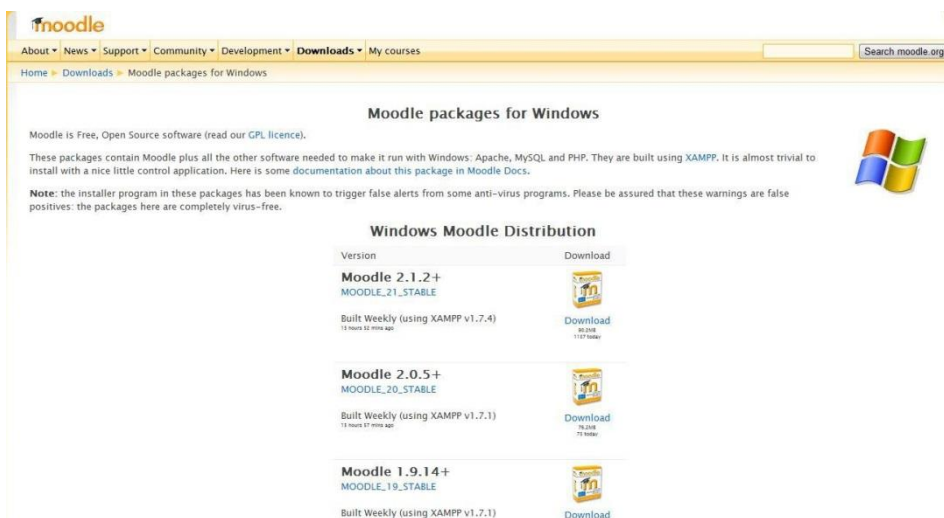 moodle
About News Support Community Development Downloads My courses
Search moodle.org
Home Downloads Moodle packages for Windows
Moodle packages for Windows
Moodle is Free, Open Source software (read our GPL licence).
These packages contain Moodle plus all the other software needed to make it run with Windows: Apache, MySQL and PHP. They are built using XAMPP. It is almost trivial to
install with a nice little control application. Here is some documentation about this package in Moodle Docs.
Note: the installer program in these packages has been known to trigger false alerts from some anti-virus programs. Please be assured that these warnings are false
positives: the packages here are completely virus-free.
Windows Moodle Distribution
Version Download
Moodle 2.1.2+
MOODLE_21_STABLE
Built Weekly (using XAMPP v1.7.4)
Download
Moodle 2.0.5+
MOODLE_20_STABLE
Built Weekly (using XAMPP v1.7.1)
Download
Moodle 1.9.14+
MOODLE_19_STABLE
Built Weekly (using XAMPP v1.7.1)
Download